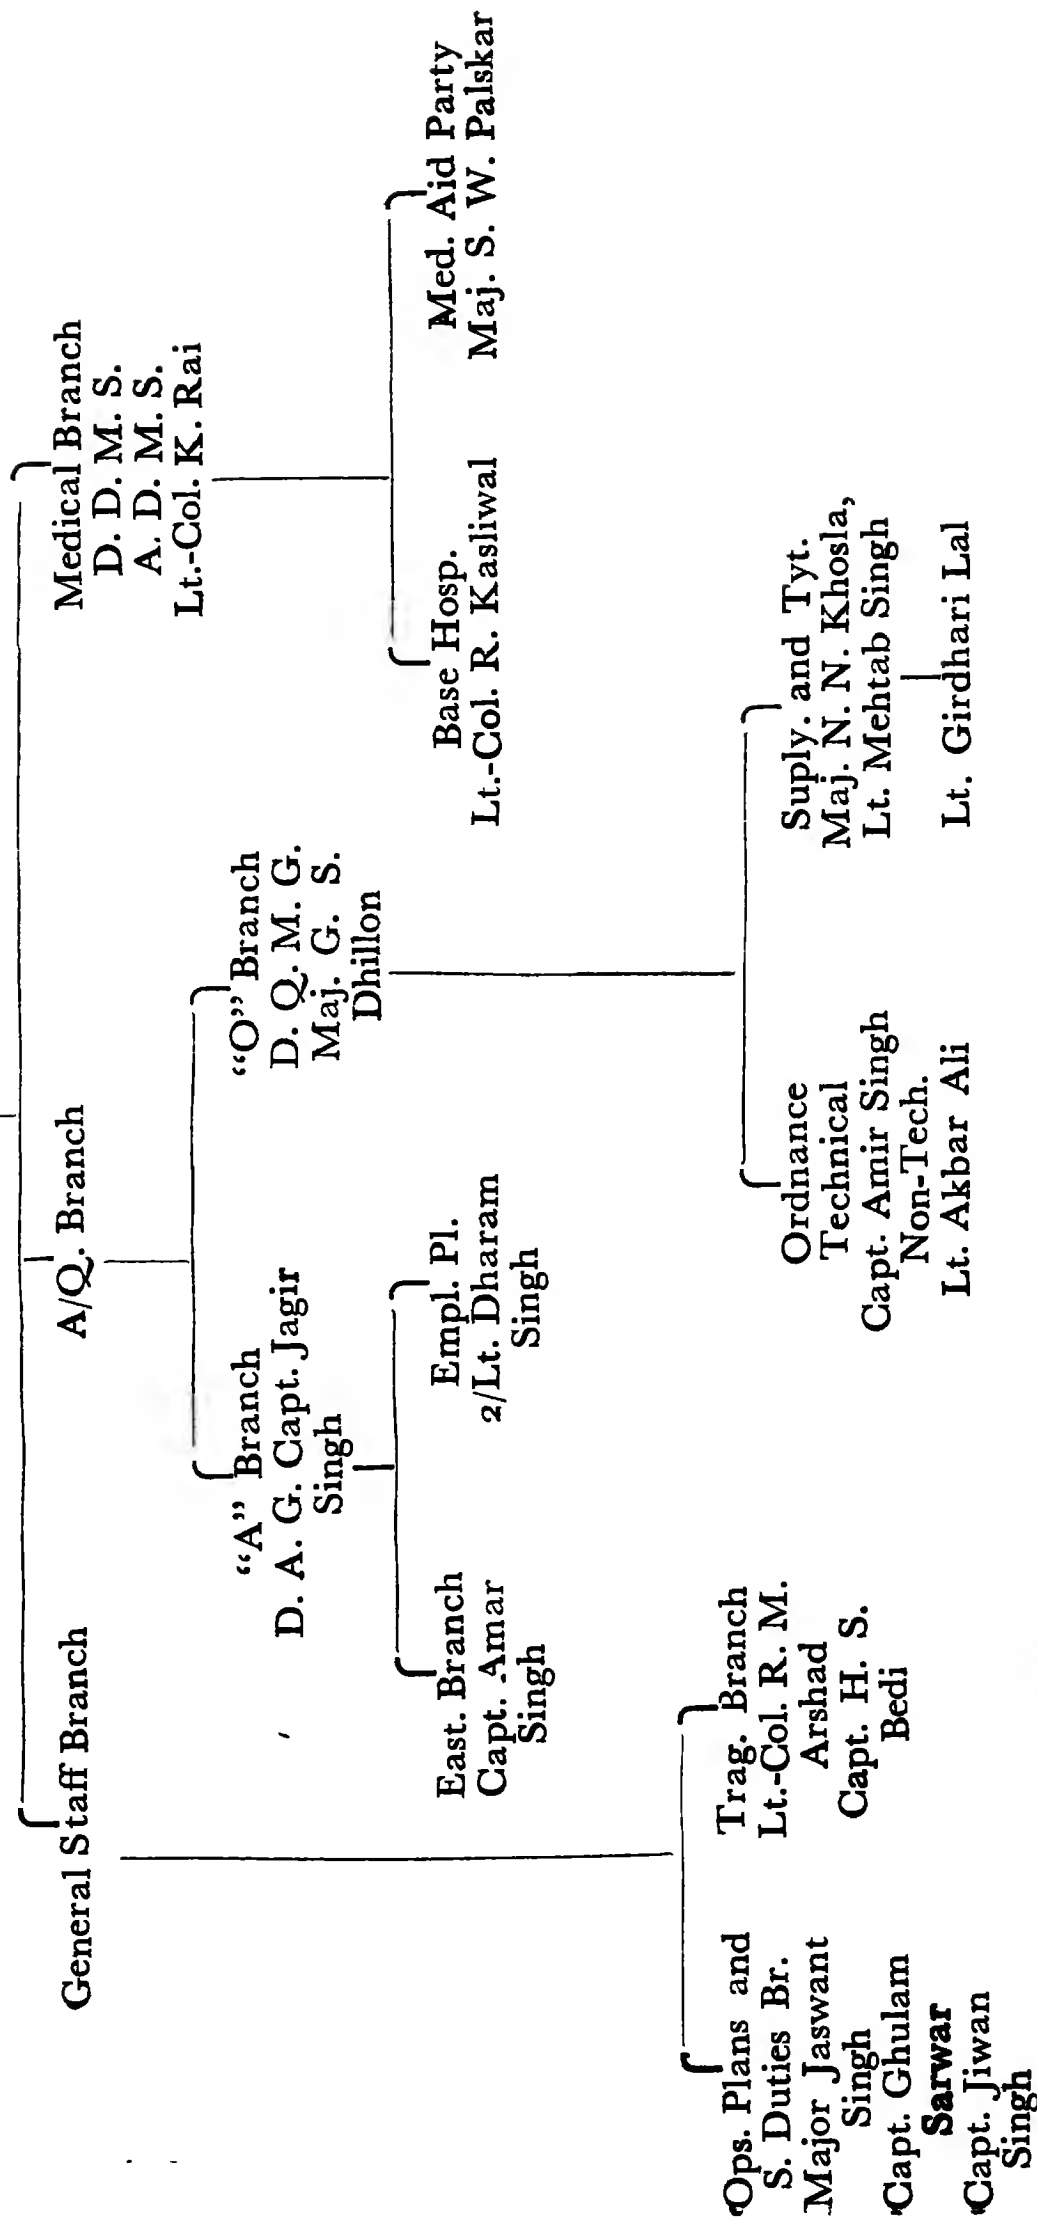 General Staff Branch
A/Q. Branch
Medical Branch
D. D. M. S.
A. D. M. S.
Lt.-Col. K. Rai
"A" Branch
D. A. G. Capt. Jagir
Singh
"O" Branch
D. Q. M. G.
Maj. G. S.
Dhillon
East. Branch
Capt. Amar
Singh
Empl. Pl.
2/Lt. Dharam
Singh
Base Hosp.
Lt.-Col. R. Kasliwal
Med. Aid Party
Maj. S. W. Palskar
Ops. Plans and
S. Duties Br.
Major Jaswant
Singh
Capt. Ghulam
Sarwar
Capt. Jiwan
Singh
Trag. Branch
Lt.-Col. R. M.
Arshad
Capt. H. S.
Bedi
Ordnance
Technical
Capt. Amir Singh
Non-Tech.
Lt. Akbar Ali
Suply. and Tyt.
Maj. N. N. Khosla,
Lt. Mehtab Singh
Lt. Girdhari Lal